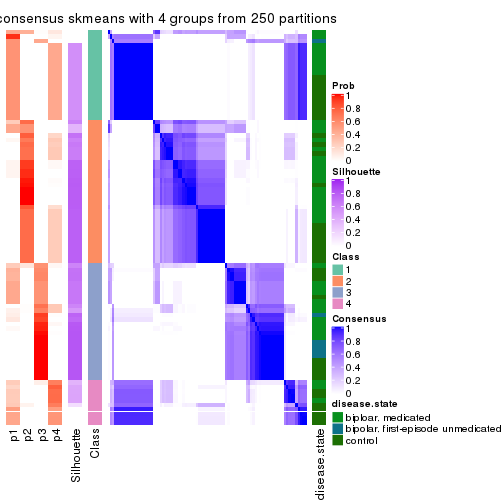 consensus skmeans with 4 groups from 250 partitions
Prob
1
0.8
0.6
0.4
0.2
0
Silhouette
1
0.8
0.6
0.4
0.2
0
Class
1
2
3
4
Consensus
1
0.8
0.6
0.4
0.2
0
disease.state
bipolar, medicated
bipolar, first-episode unmedicated
control
p1
p2
p3
p4
Silhouette
Class
disease.state